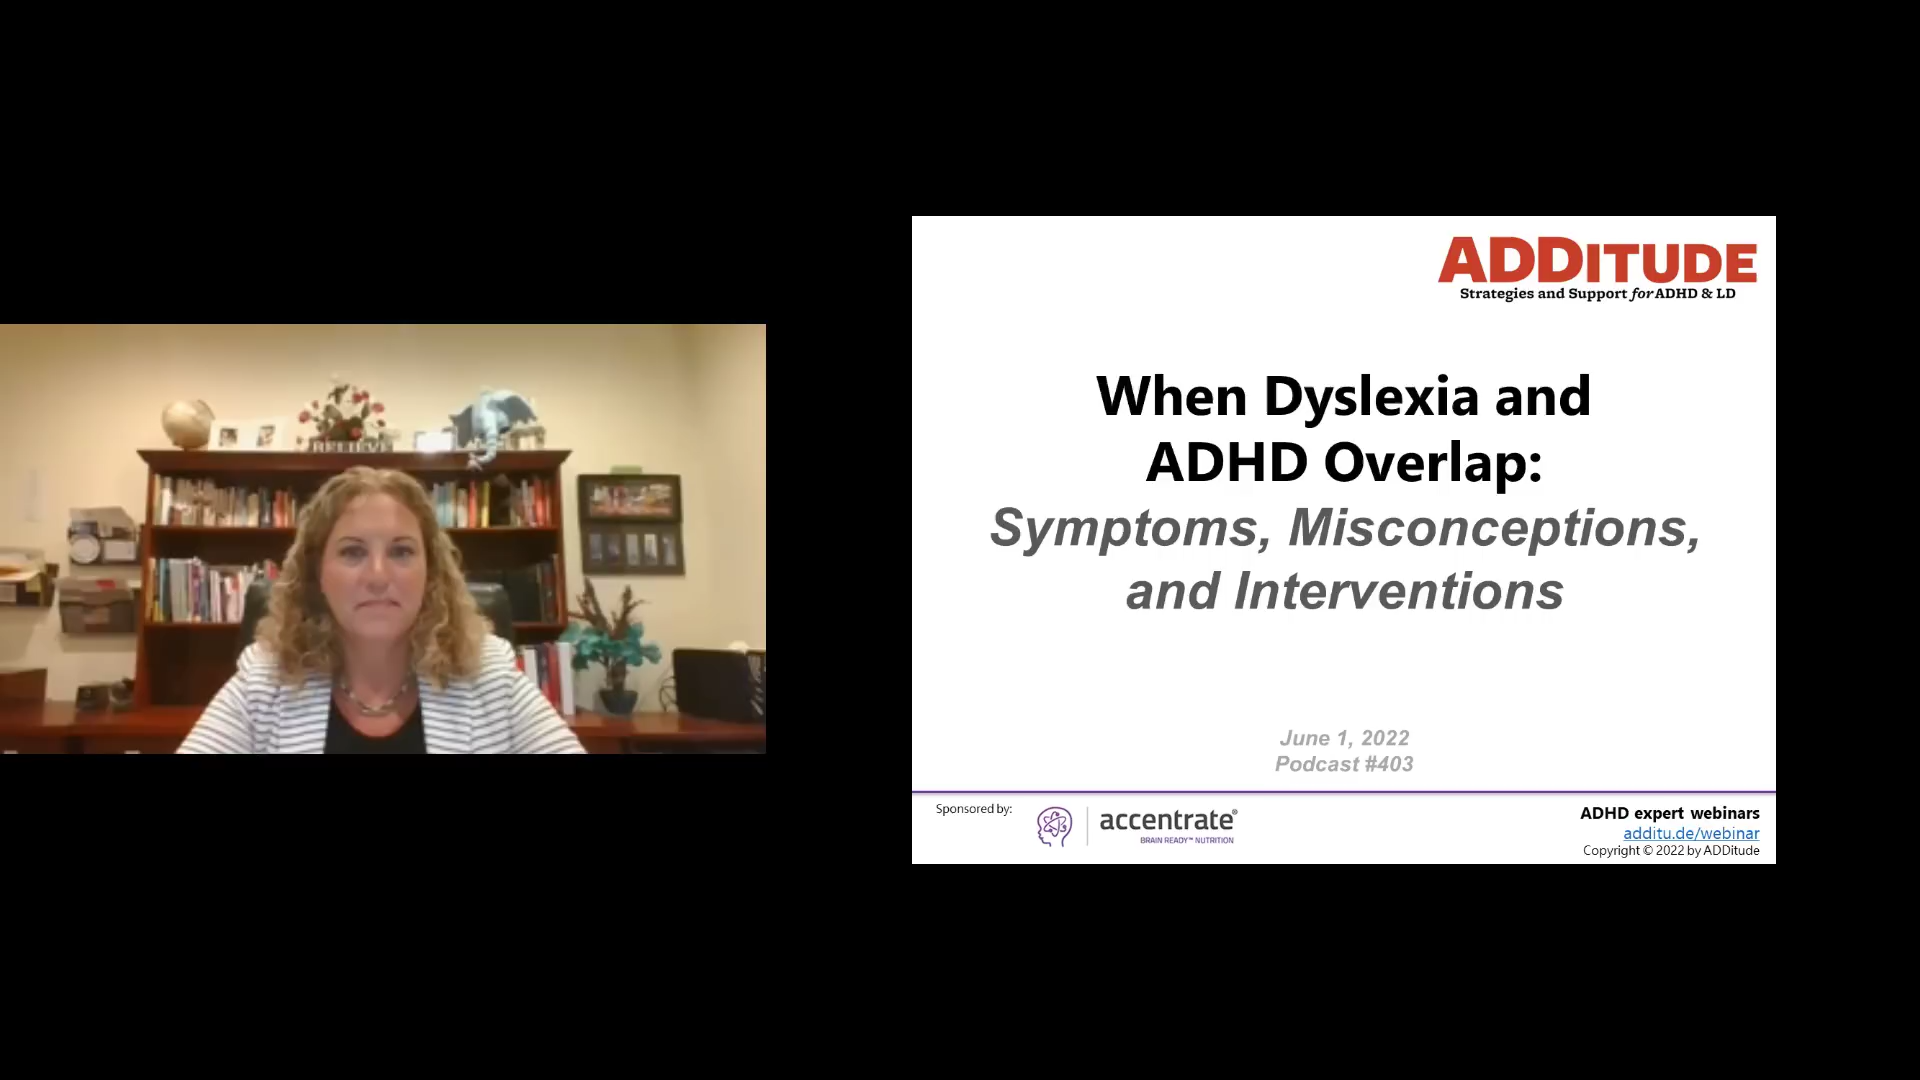 BELIEVE
ADDITUDE
Strategies and Support for ADHD & LD
When Dyslexia and
ADHD Overlap:
Symptoms, Misconceptions,
and Interventions
June 1, 2022
Podcast #403
Sponsored by:
accentrate®
BRAIN READY™ NUTRITION
ADHD expert webinars
additu.de/webinar
Copyright © 2022 by ADDitude